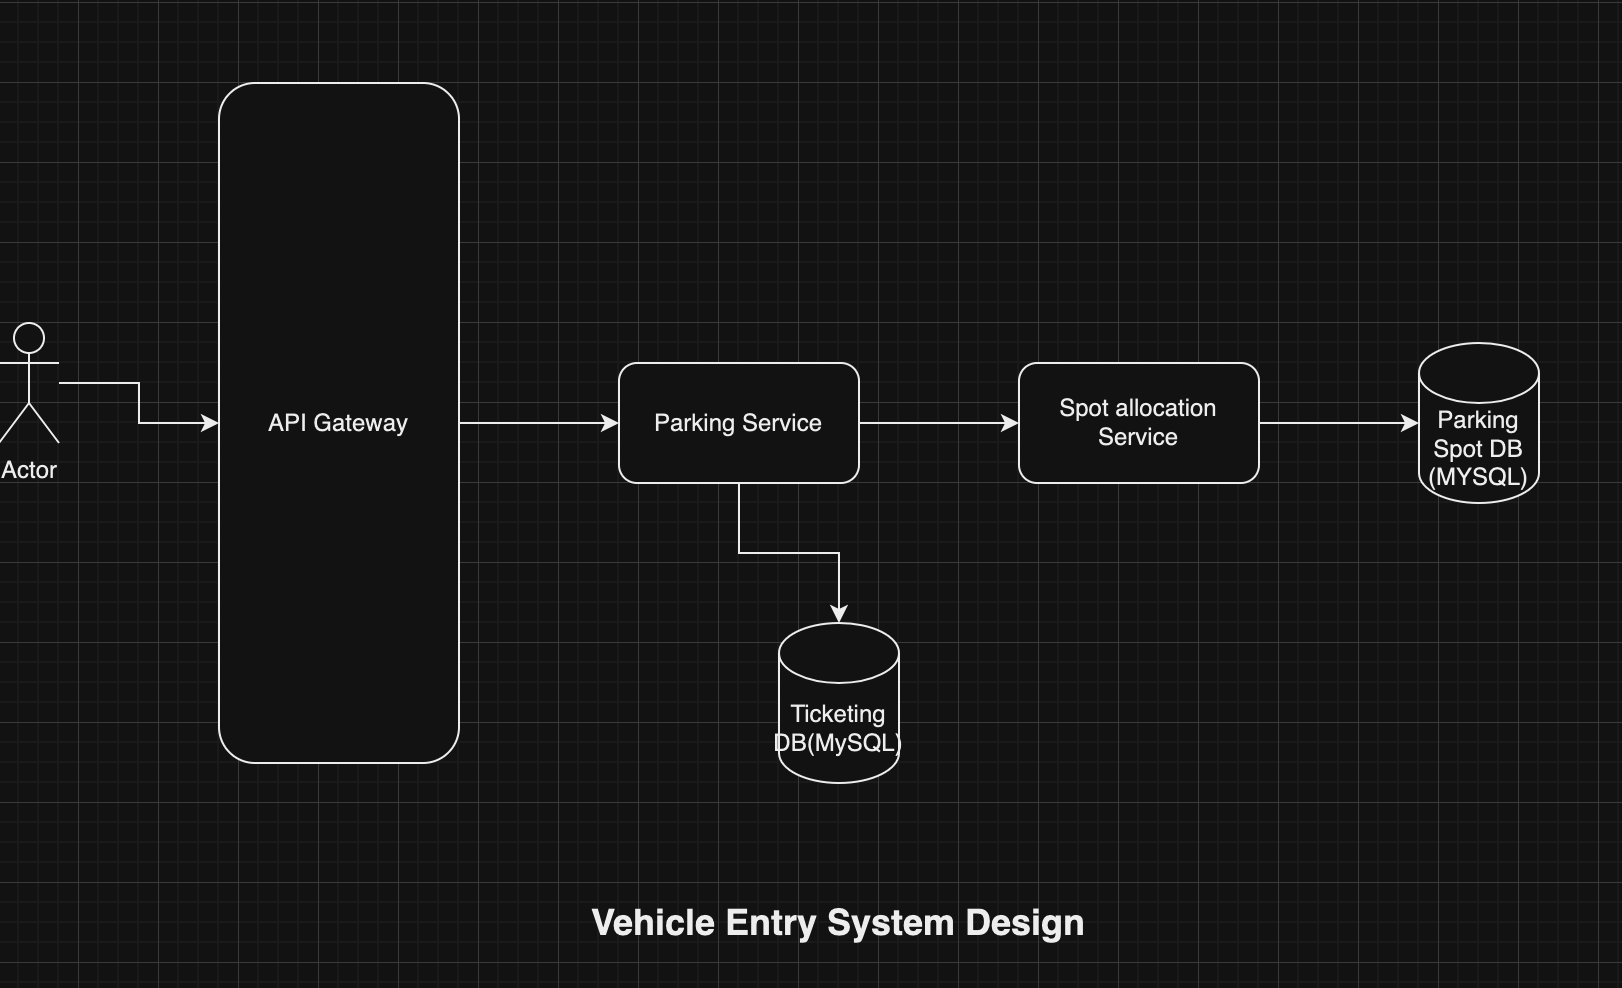 Actor
API Gateway
Parking Service
Spot allocation
Service
Parking
Spot DB
(MYSQL)
Ticketing
DB(MySQL)
Vehicle Entry System Design